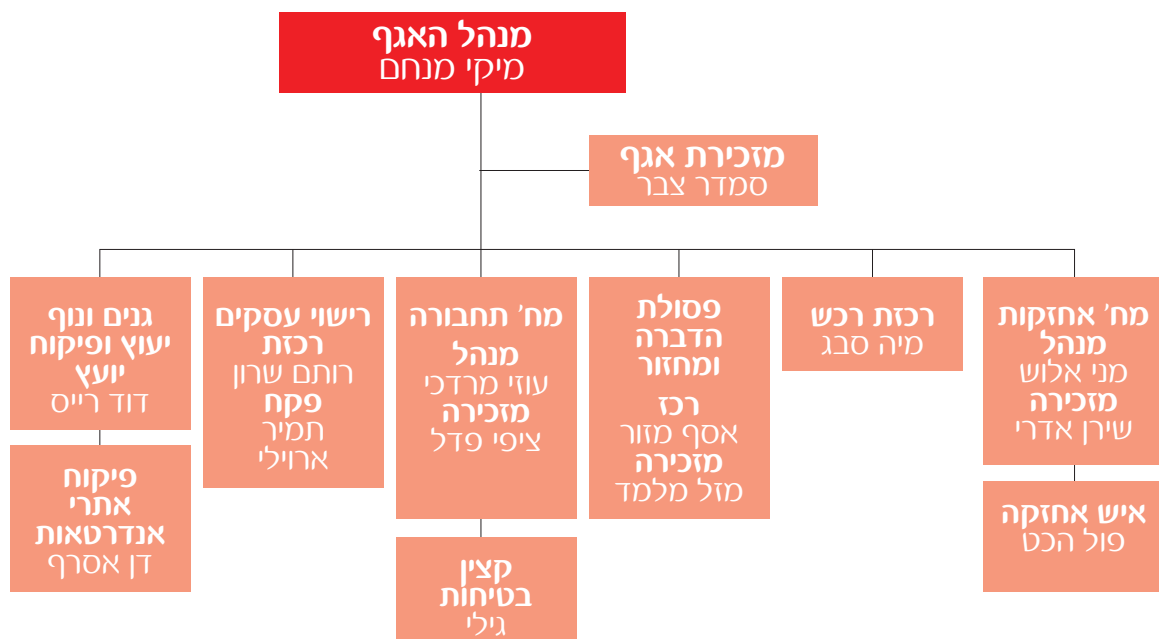 מנהל האגף
מיקי מנחם
מזכירת אגף
סמדר צבר
מח' אחזקות
מנהל
מני אלוש
מזכירה
שירן אדרי
איש אחזקה
פול הכט
רכזת רכש
מיה סבג
פסולת
הדברה
ומחזור
רכז
אסף מזור
מזכירה
מזל מלמד
מח' תחבורה
מנהל
עוזי מרדכי
מזכירה
ציפי פדל
קצין
בטיחות
גילי
רישוי עסקים
רכזת
רותם שרון
פקח
תמיר
ארוילי
גנים ונוף
יעוץ ופיקוח
יועץ
דוד רייס
פיקוח
אתרי
אנדרטאות
דן אסרף